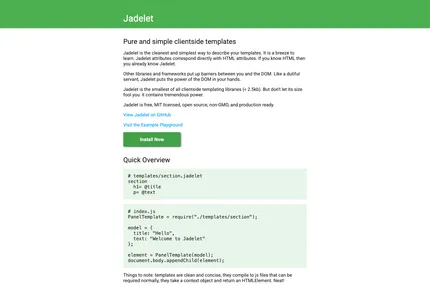 Jadelet
Pure and simple clientside templates
Jadelet is the cleanest and simplest way to describe your templates. It is a breeze to
learn. Jadelet attributes correspond directly with HTML attributes. If you know HTML then
you already know Jadelet.
Other libraries and frameworks put up barriers between you and the DOM. Like a dutiful
servant, Jadelet puts the power of the DOM in your hands.
Jadelet is the smallest of all clientside templating libraries (< 2.5kb). But don't let its size
fool you: it contains tremendous power.
Jadelet is free, MIT licensed, open source, non-GMO, and production ready.
View Jadelet on GitHub
Visit the Example Playground
Install Now
Quick Overview
# templates/section.jadelet
section
  h1= @title
  p= @text
# index.js
PanelTemplate = require("./templates/section");
model = {
  title: "Hello",
  text: "Welcome to Jadelet"
};
element = PanelTemplate(model);
document.body.appendChild(element);
Things to note: templates are clean and concise, they compile to js files that can be
required normally, they take a context object and return an HTMLElement. Neat!